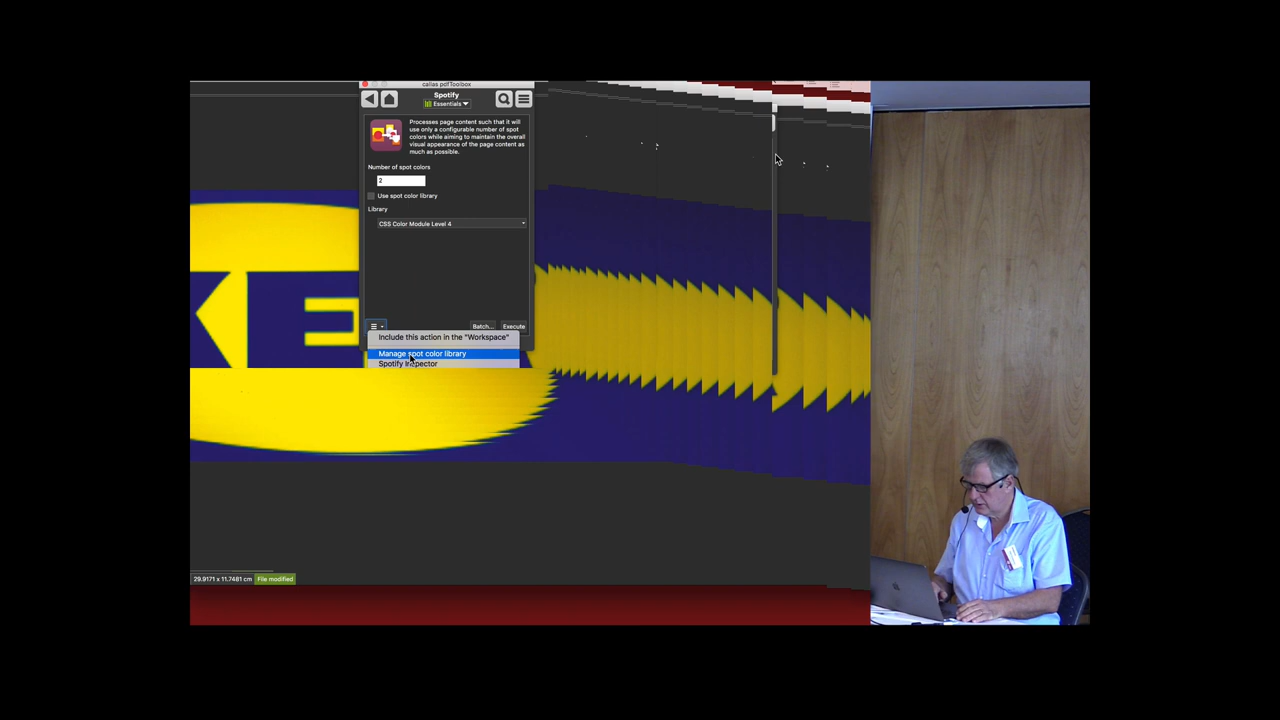 callas pdfToolbox
Spotify
Essentials
Processes page content such that it will
use only a configurable number of spot
colors while aiming to maintain the overall
visual appearance of the page content as
much as possible.
Number of spot colors
2
Use spot color library
Library
CSS Color Module Level 4
KE
Batch...
Execute
Include this action in the "Workspace"
Manage spot color library
Spotify Inspector
29.9171 x 11.7481 cm
File modified